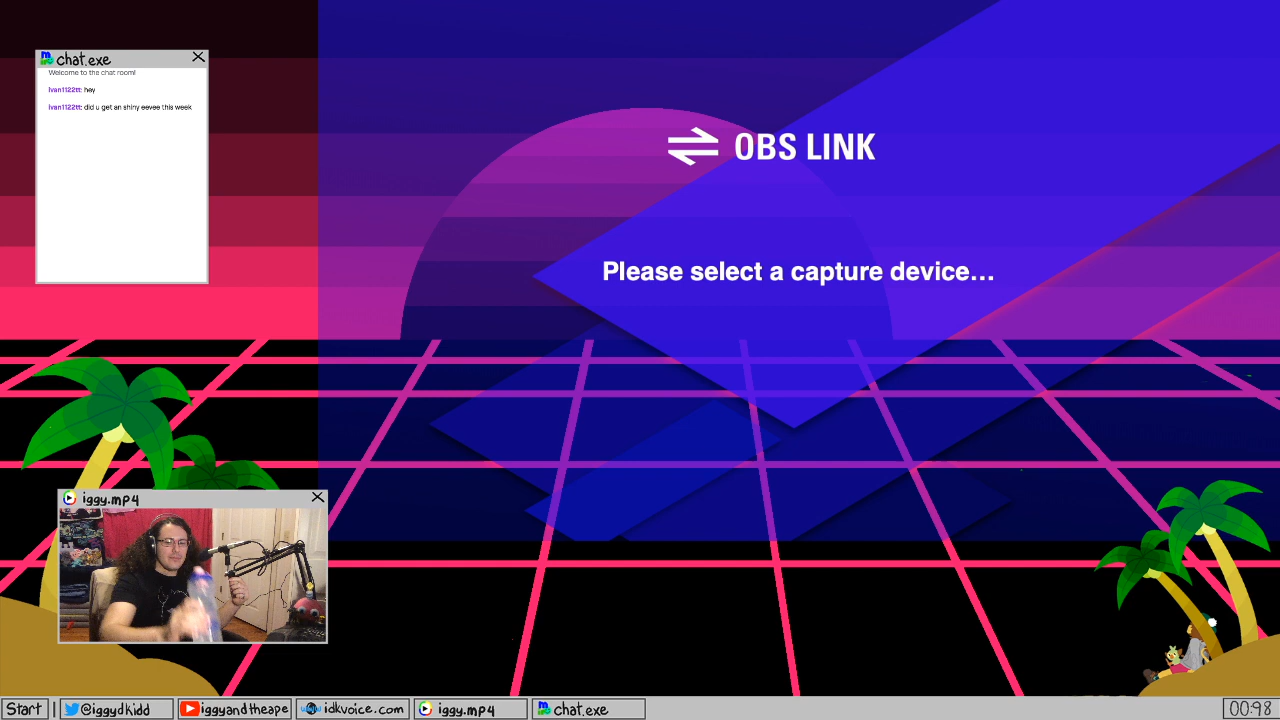 chat.exe
Welcome to the chat room!
ivan1122tt: hey
ivan1122tt: did u get an shiny eevee this week
OBS LINK
Please select a capture device...
iggy.mp4
Start | @iggydkidd iggyandtheape www idkvoice.com iggy.mp4 chat.exe 00:98